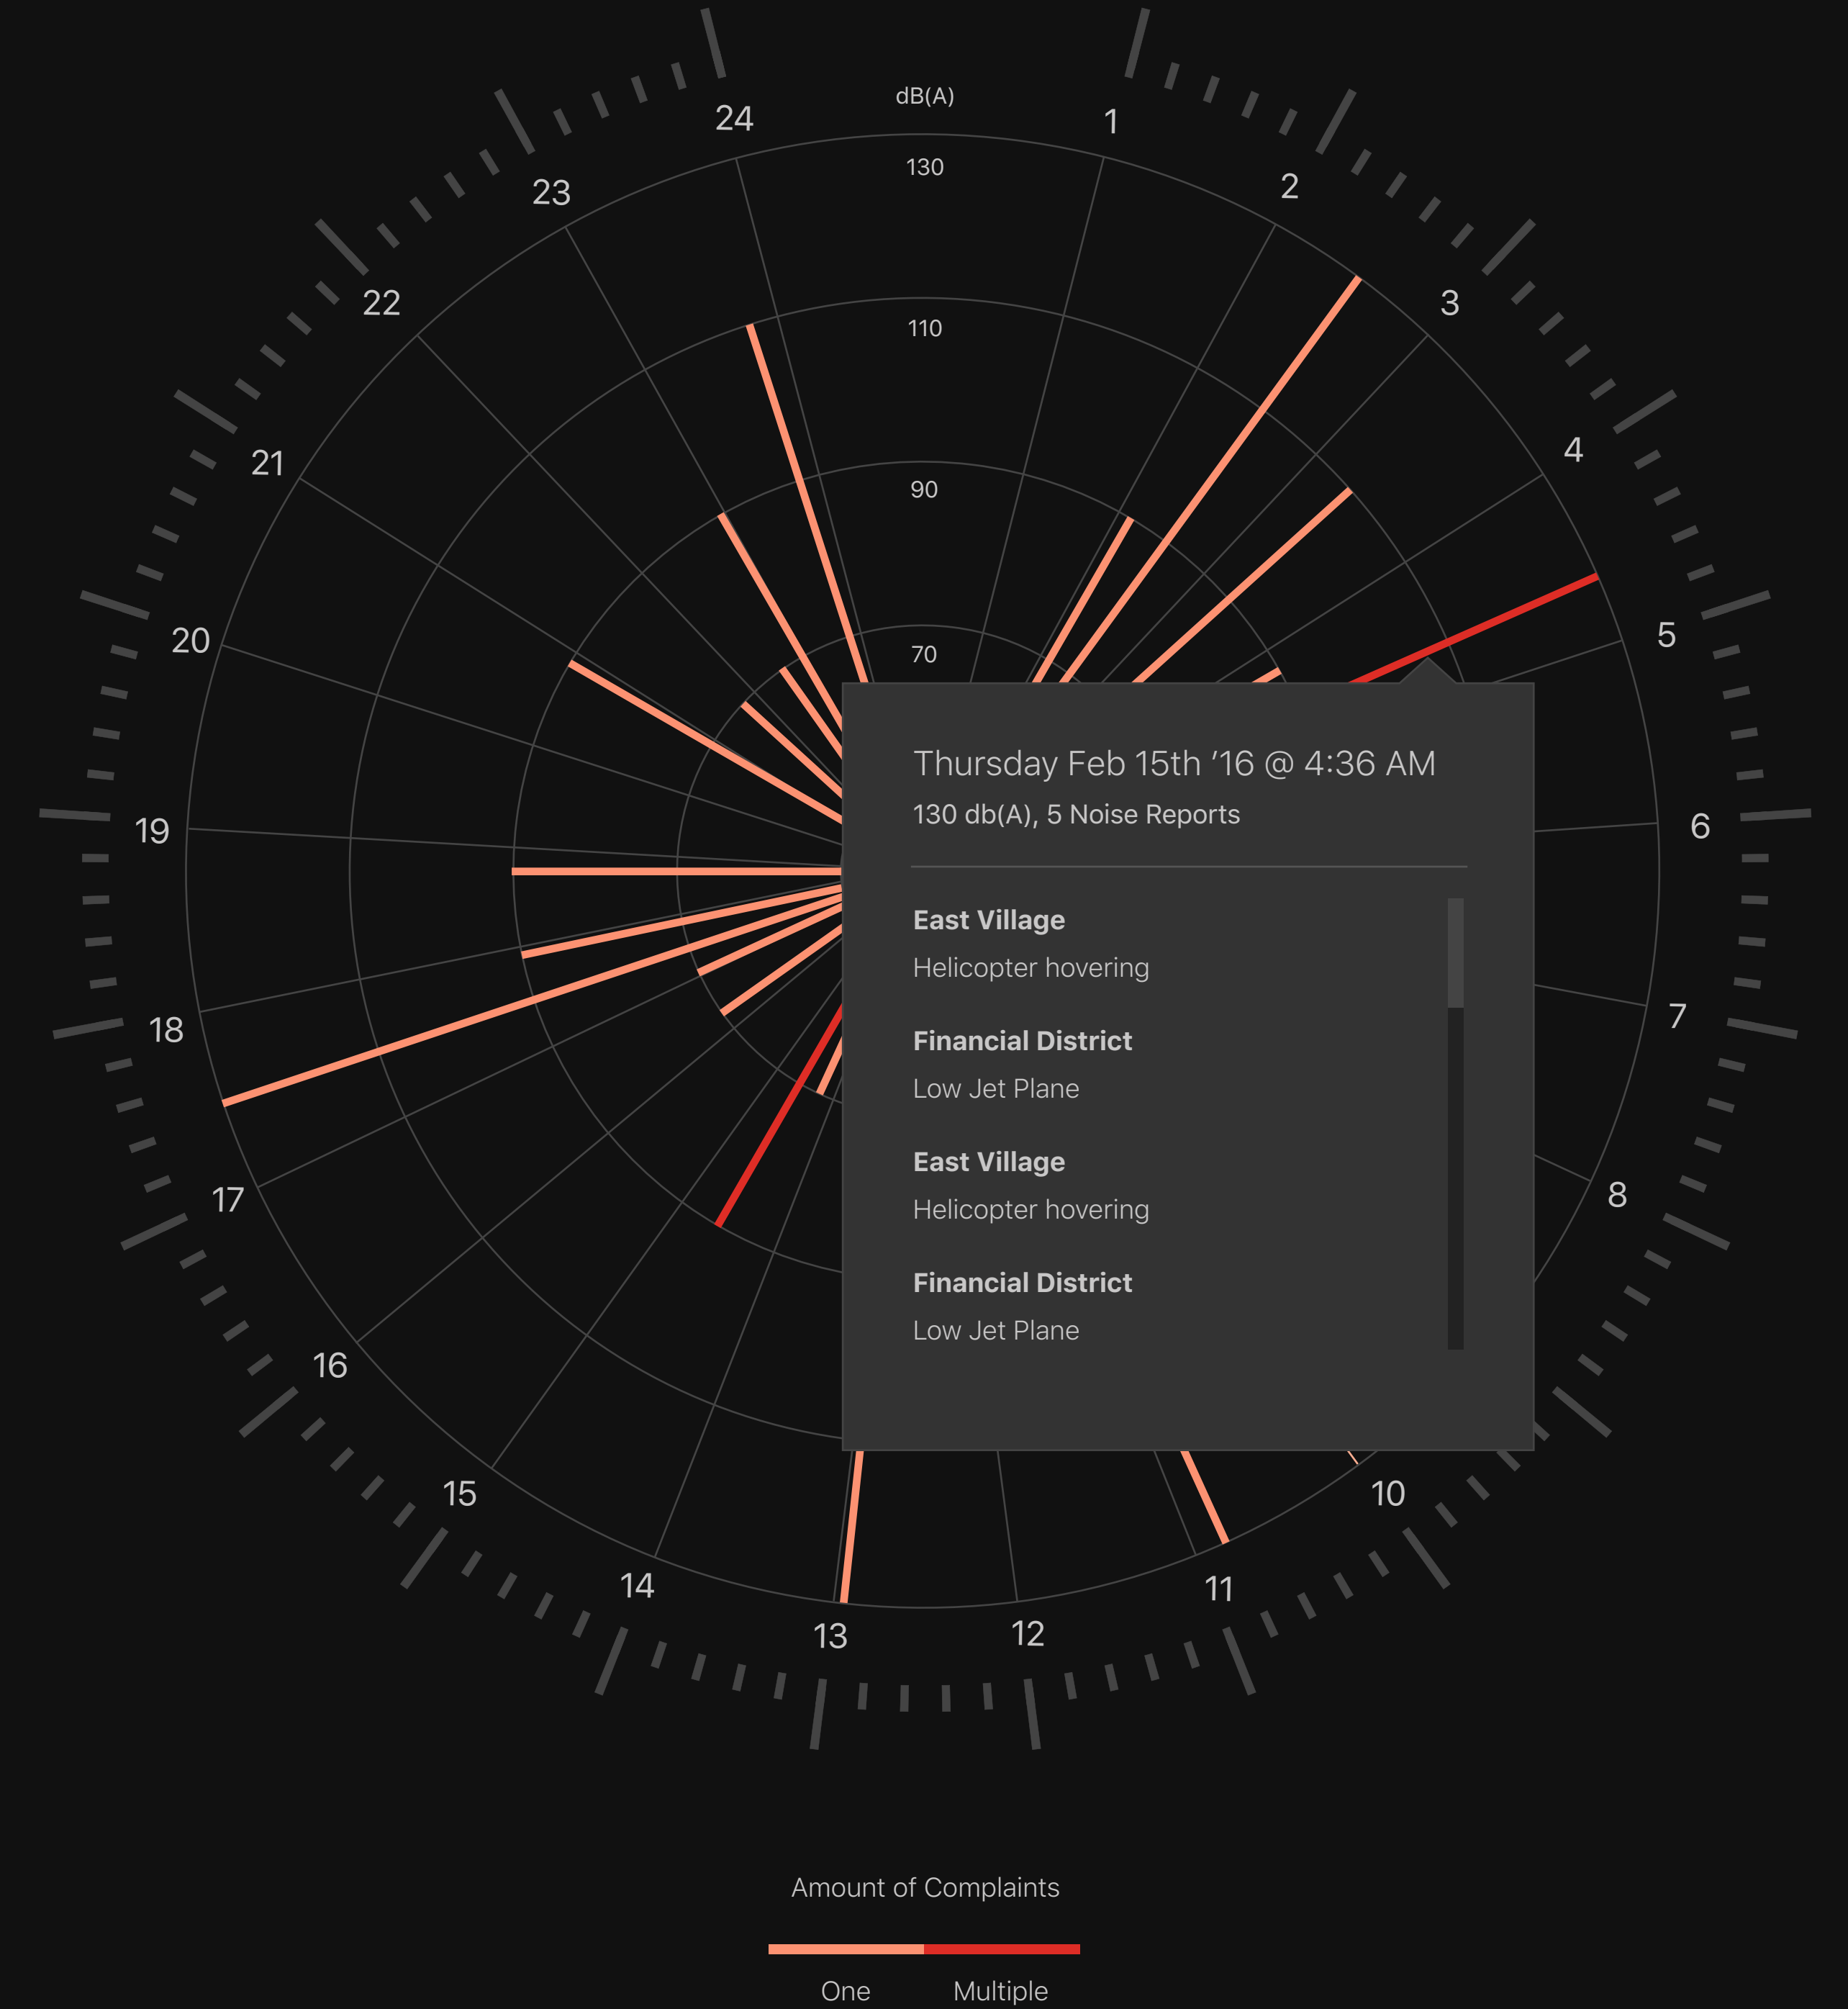 dB(A)
24
1
130
23
2
22
3
110
21
4
90
20
5
70
Thursday Feb 15th ’16 @ 4:36 AM
130 db(A), 5 Noise Reports
19
6
East Village
Helicopter hovering
18
7
Financial District
Low Jet Plane
17
8
East Village
Helicopter hovering
Financial District
Low Jet Plane
16
15
10
14
11
13
12
Amount of Complaints
One
Multiple